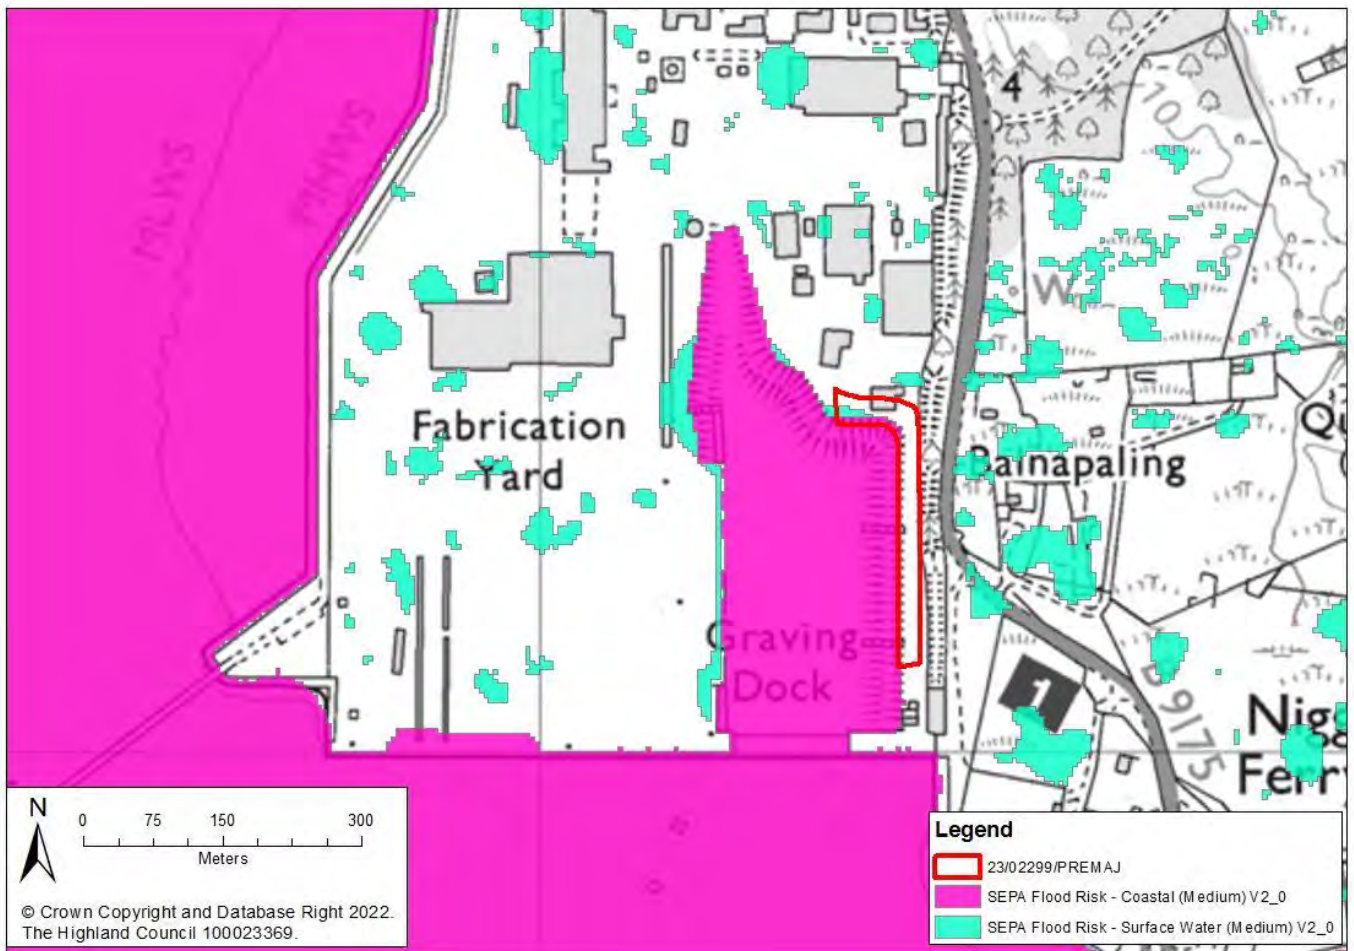 4
10
MLWS
MHWS
W
Fabrication
Yard
Balnapaling
Graving
Dock
1
B9175
Nigg
Ferry
N
0 75 150 300
Meters
© Crown Copyright and Database Right 2022.
The Highland Council 100023369.
Legend
23/02299/PREMAJ
SEPA Flood Risk - Coastal (Medium) V2_0
SEPA Flood Risk - Surface Water (Medium) V2_0